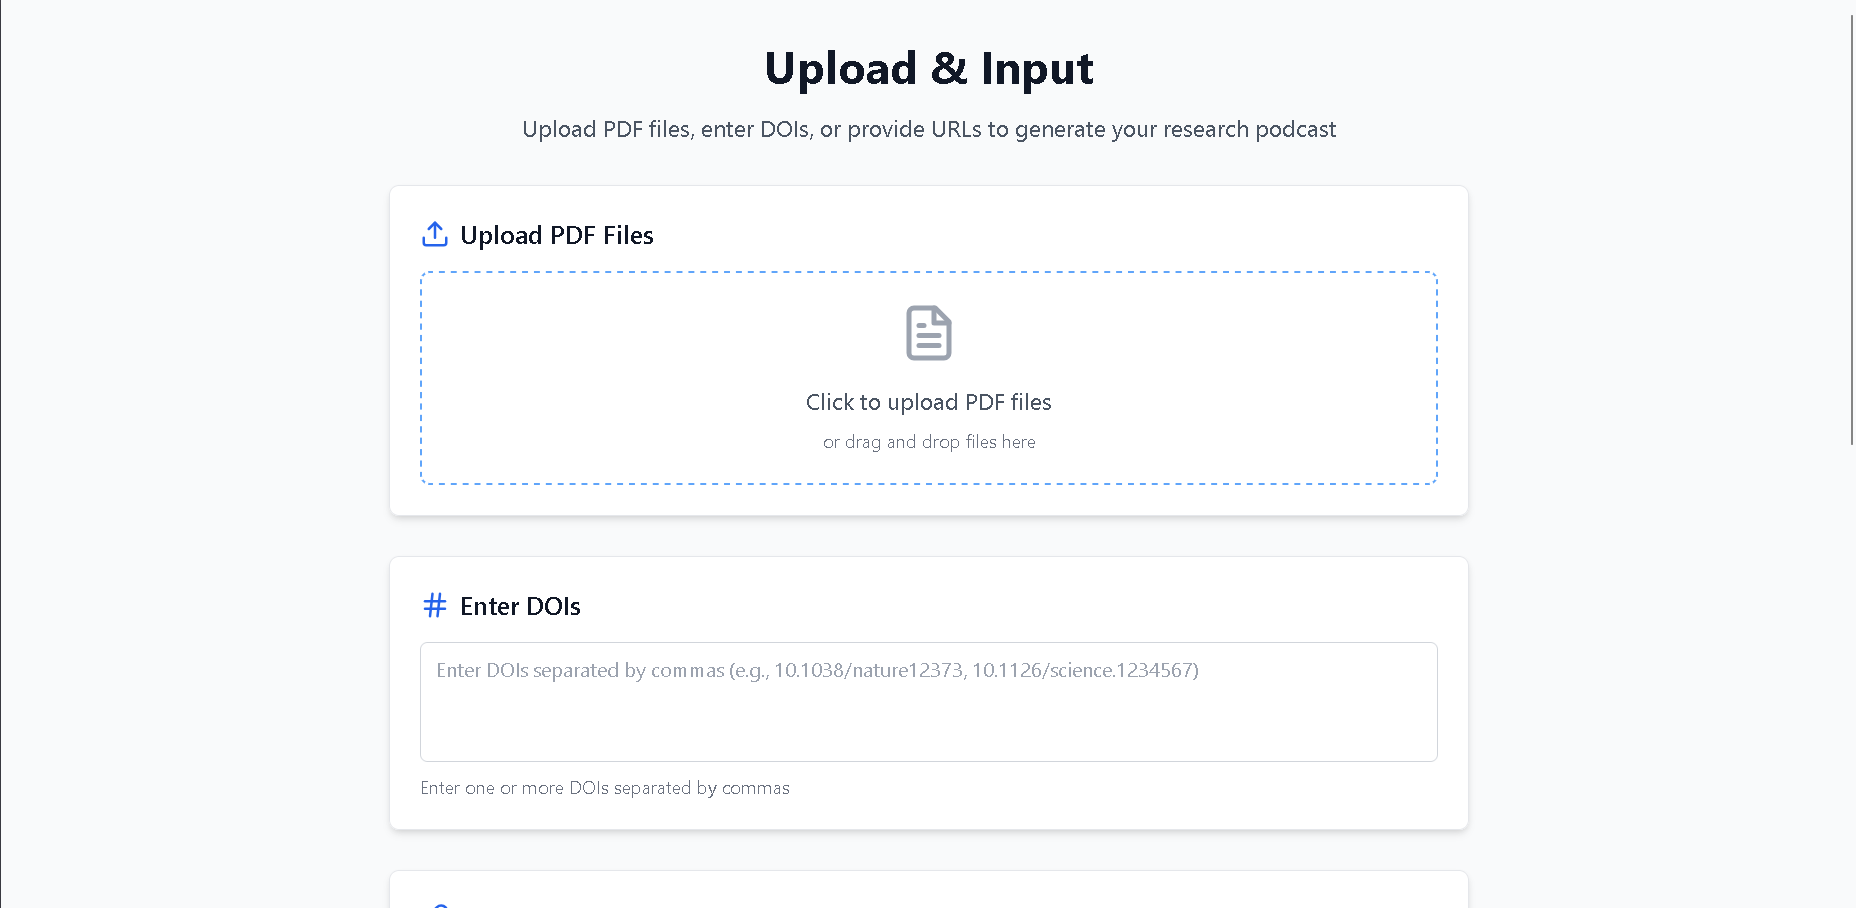 Upload & Input
Upload PDF files, enter DOIs, or provide URLs to generate your research podcast
Upload PDF Files
Click to upload PDF files
or drag and drop files here
Enter DOIs
Enter DOIs separated by commas (e.g., 10.1038/nature12373, 10.1126/science.1234567)
Enter one or more DOIs separated by commas